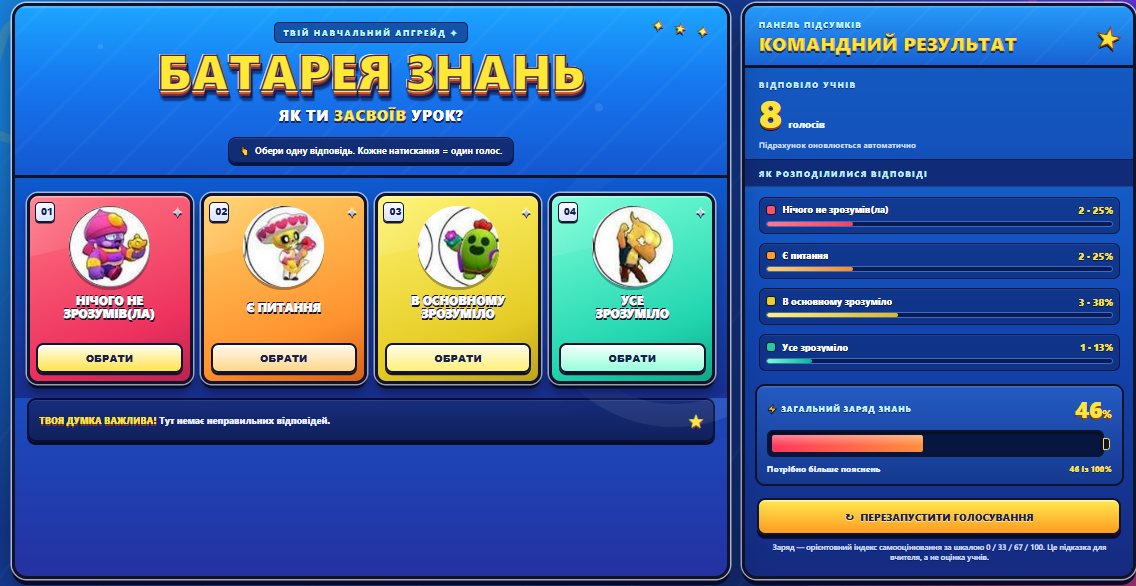 ТВІЙ НАВЧАЛЬНИЙ АПГРЕЙД
БАТАРЕЯ ЗНАНЬ
ЯК ТИ ЗАСВОЇВ УРОК?
Обери одну відповідь. Кожне натискання = один голос.
01
НІЧОГО НЕ
ЗРОЗУМІВ(ЛА)
ОБРАТИ
02
Є ПИТАННЯ
ОБРАТИ
03
В ОСНОВНОМУ
ЗРОЗУМІЛО
ОБРАТИ
04
УСЕ
ЗРОЗУМІЛО
ОБРАТИ
ТВОЯ ДУМКА ВАЖЛИВА! Тут немає неправильних відповідей.
ПАНЕЛЬ ПІДСУМКІВ
КОМАНДНИЙ РЕЗУЛЬТАТ
ВІДПОВІЛО УЧНІВ
8 голосів
Підрахунок оновлюється автоматично
ЯК РОЗПОДІЛИЛИСЯ ВІДПОВІДІ
Нічого не зрозумів(ла) 2 - 25%
Є питання 2 - 25%
В основному зрозуміло 3 - 38%
Усе зрозуміло 1 - 13%
ЗАГАЛЬНИЙ ЗАРЯД ЗНАНЬ 46%
Потрібно більше пояснень 46 із 100%
↻ ПЕРЕЗАПУСТИТИ ГОЛОСУВАННЯ
Заряд — орієнтовний індекс самооцінювання за шкалою 0 / 33 / 67 / 100. Це підказка для
вчителя, а не оцінка учнів.